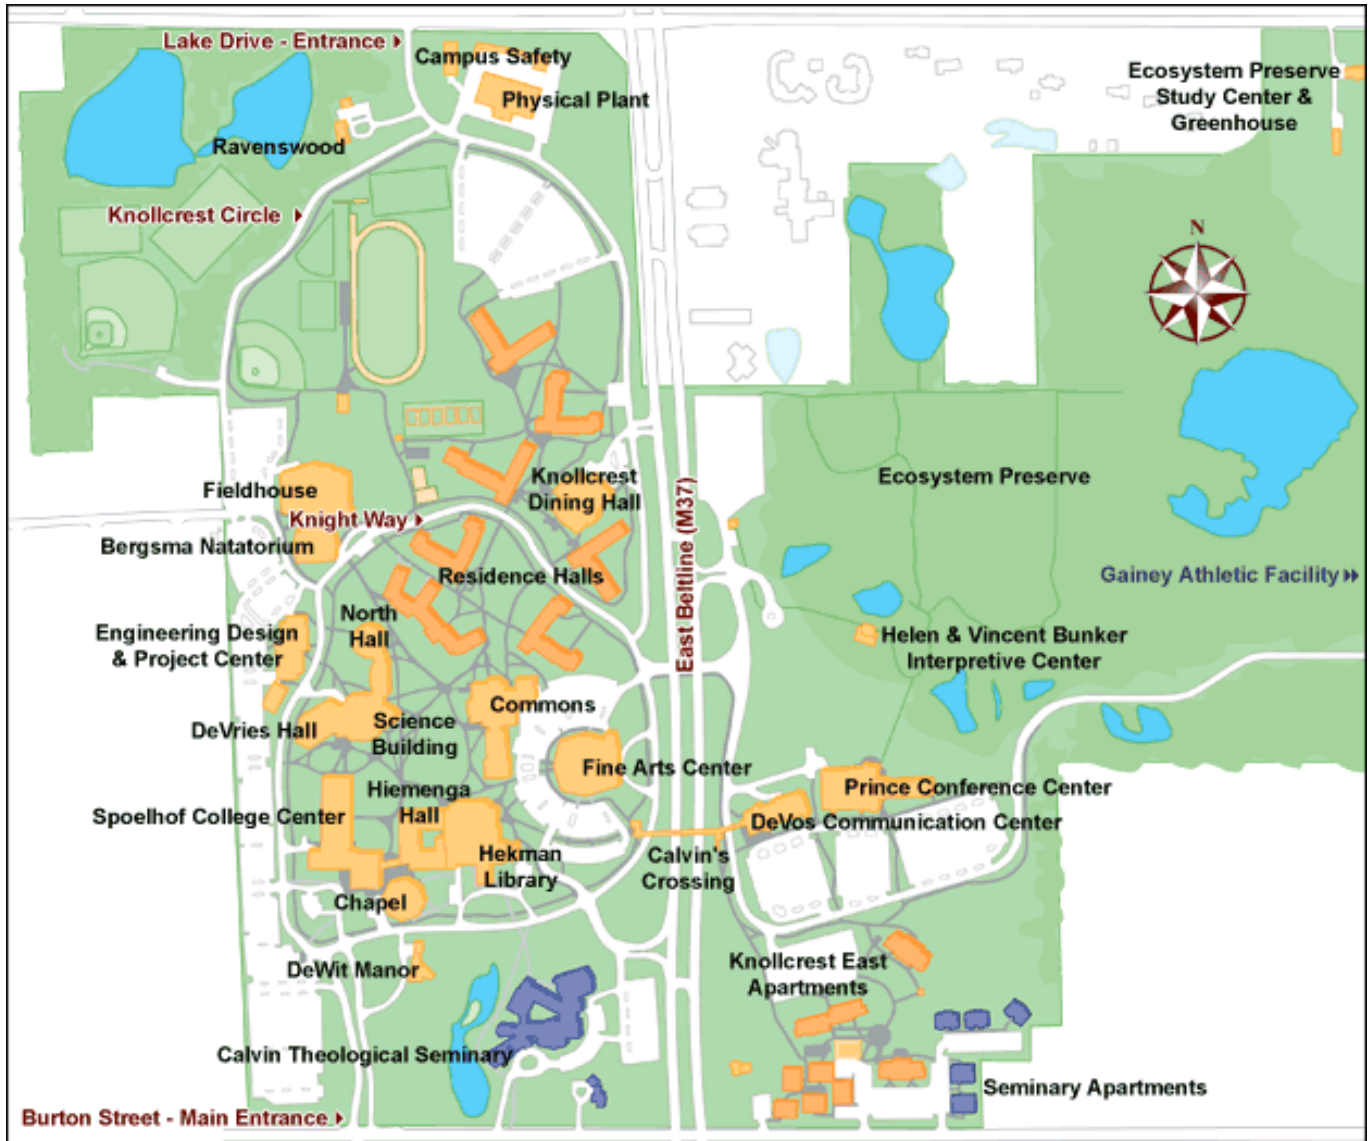 Lake Drive - Entrance
Campus Safety
Physical Plant
Ravenswood
Ecosystem Preserve
Study Center &
Greenhouse
Knollcrest Circle
N
Knollcrest
Dining Hall
Ecosystem Preserve
Fieldhouse
Knight Way
Bergsma Natatorium
East Beltline (M37)
Residence Halls
Gainey Athletic Facility
North
Hall
Engineering Design
& Project Center
Helen & Vincent Bunker
Interpretive Center
Commons
DeVries Hall
Science
Building
Fine Arts Center
Prince Conference Center
Hiemenga
Hall
Spoelhof College Center
DeVos Communication Center
Hekman
Library
Calvin's
Crossing
Chapel
DeWit Manor
Knollcrest East
Apartments
Calvin Theological Seminary
Seminary Apartments
Burton Street - Main Entrance